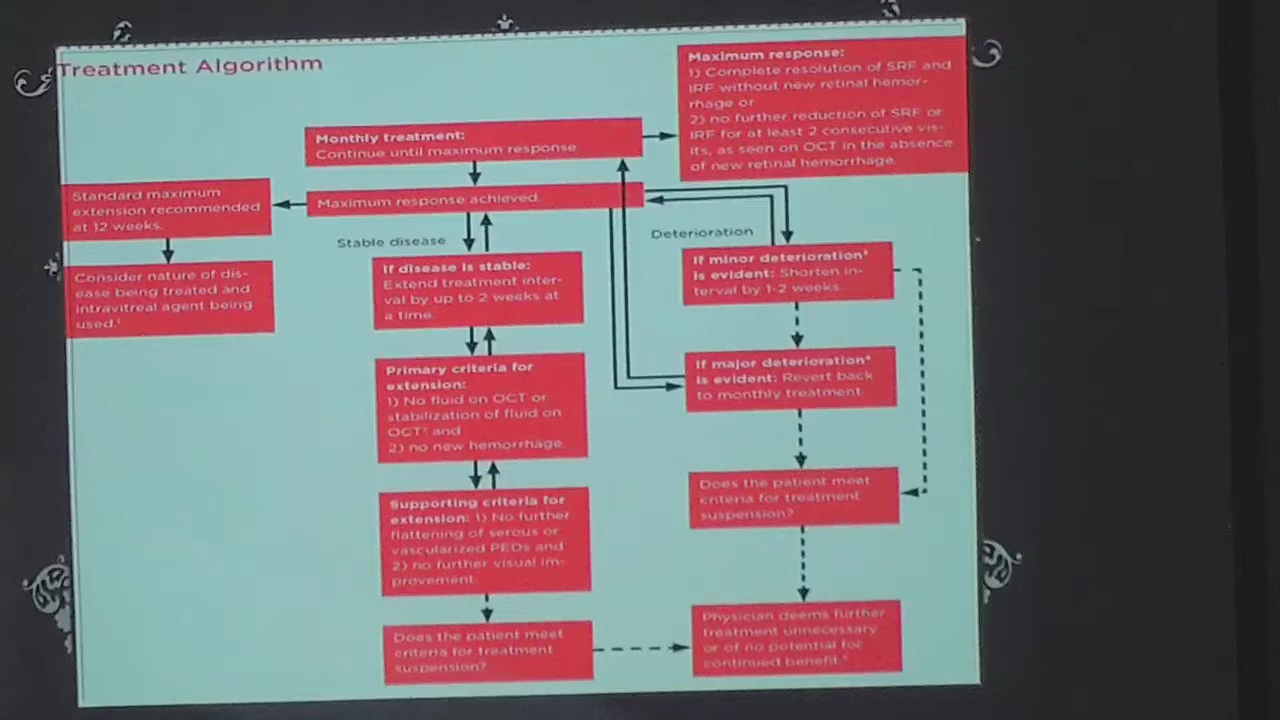 Treatment Algorithm
Maximum response:
1) Complete resolution of SRF and
IRF without new retinal hemor-
rhage or
2) no further reduction of SRF or
IRF for at least 2 consecutive vis-
its, as seen on OCT in the absence
of new retinal hemorrhage.
Monthly treatment:
Continue until maximum response.
Standard maximum
extension recommended
at 12 weeks.
Maximum response achieved.
Stable disease
Deterioration
Consider nature of dis-
ease being treated and
intravitreal agent being
used.
If disease is stable:
Extend treatment inter-
val by up to 2 weeks at
a time.
If minor deterioration
is evident: Shorten in-
terval by 1-2 weeks.
Primary criteria for
extension:
1) No fluid on OCT or
stabilization of fluid on
OCT and
2) no new hemorrhage.
If major deterioration
is evident: Revert back
to monthly treatment.
Supporting criteria for
extension: 1) No further
flattening of serous or
vascularized PEDs and
2) no further visual im-
provement.
Does the patient meet
criteria for treatment
suspension?
Does the patient meet
criteria for treatment
suspension?
Physician deems further
treatment unnecessary
or of no potential for
continued benefit.